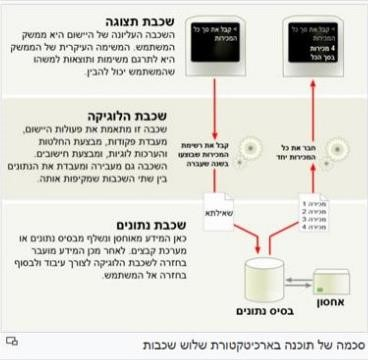 שכבת תצוגה
השכבה העליונה של היישום היא ממשק
המשתמש. המשימה העיקרית של הממשק
היא לתרגם משימות ותוצאות למשהו
שהמשתמש יכול להבין.
> קבל את סך כל
המכירות
> קבל את סך כל
המכירות
4 מכירות
בסך הכל
שכבת הלוגיקה
שכבה זו מתאמת את פעולות היישום,
מעבדת פקודות, מבצעת החלטות
והערכות לוגיות, ומבצעת חישובים.
השכבה גם מעבירה ומעבדת את הנתונים
בין שתי השכבות שמקיפות אותה.
קבל את רשימת
המכירות שבוצעו
בשנה שעברה
חבר את כל
המכירות יחד
שאילתא
מכירה 1
מכירה 2
מכירה 3
מכירה 4
שכבת נתונים
כאן המידע מאוחסן ונשלף מבסיס נתונים או
מערכת קבצים. לאחר מכן המידע מועבר
בחזרה לשכבת הלוגיקה לצורך עיבוד ולבסוף
בחזרה אל המשתמש.
בסיס נתונים
אחסון
סכמה של תוכנה בארכיטקטורת שלוש שכבות